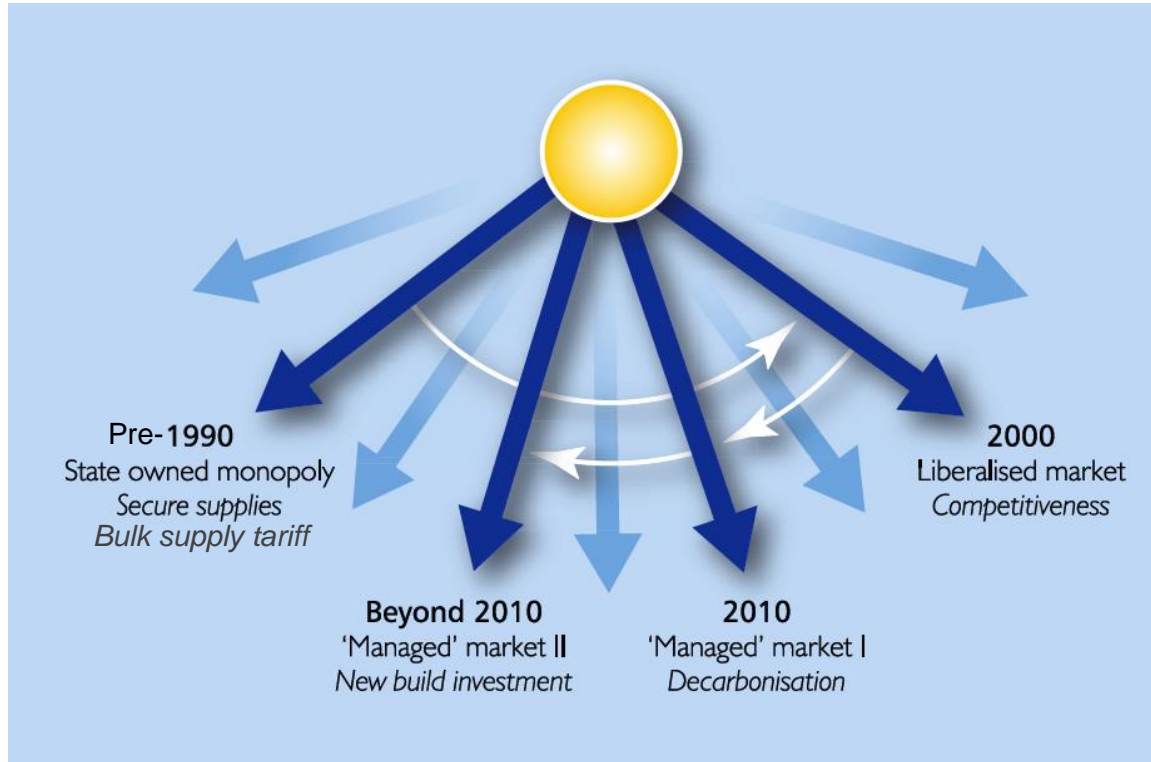 Pre-1990
State owned monopoly
Secure supplies
Bulk supply tariff
Beyond 2010
‘Managed’ market II
New build investment
2010
‘Managed’ market I
Decarbonisation
2000
Liberalised market
Competitiveness